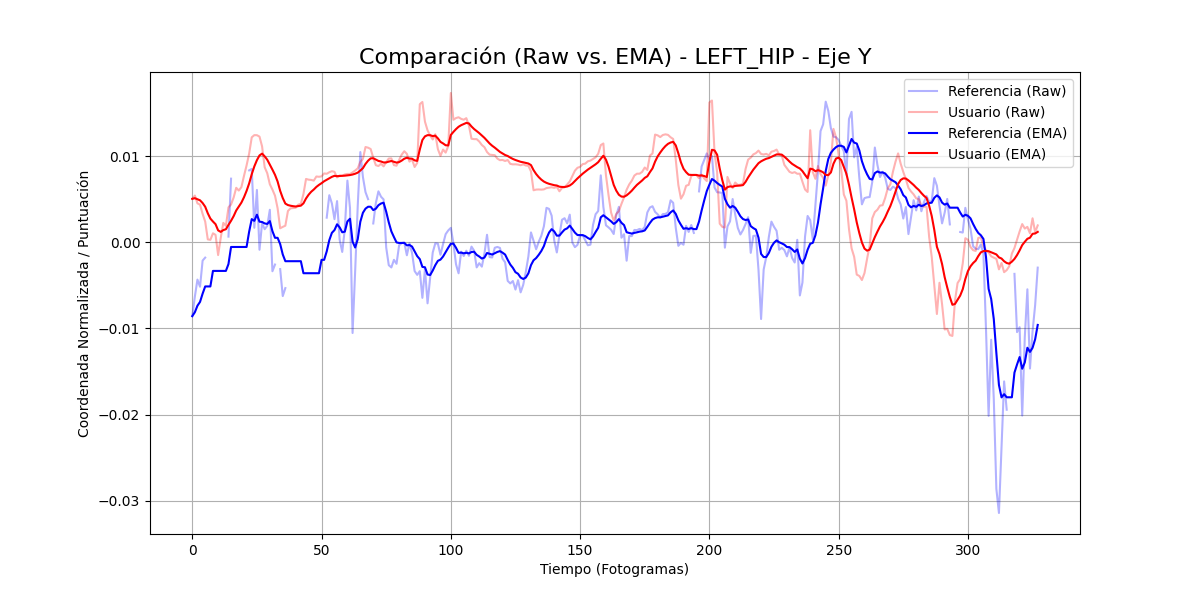 Comparación (Raw vs. EMA) - LEFT_HIP - Eje Y
Referencia (Raw)
Usuario (Raw)
Referencia (EMA)
Usuario (EMA)
Coordenada Normalizada / Puntuación
0.01
0.00
−0.01
−0.02
−0.03
0 50 100 150 200 250 300
Tiempo (Fotogramas)